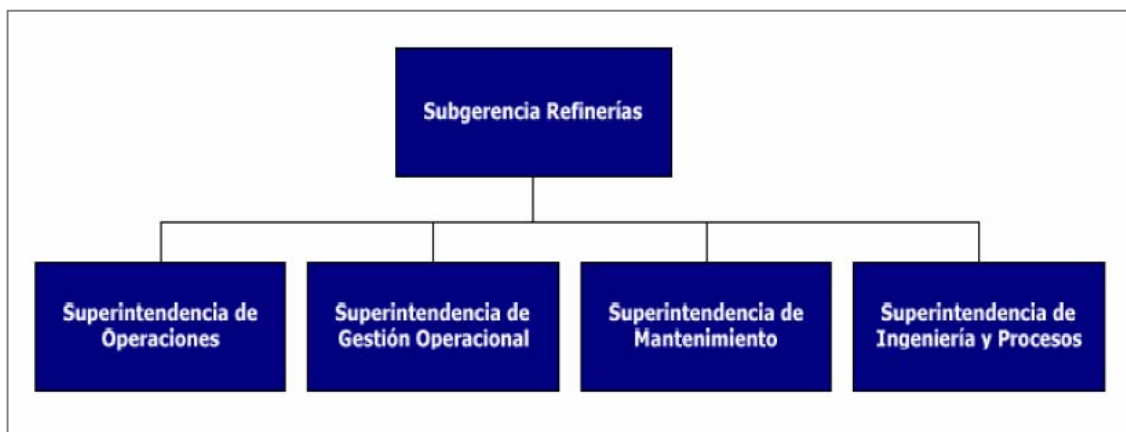 Subgerencia Refinerías
Superintendencia de
Operaciones
Superintendencia de
Gestión Operacional
Superintendencia de
Mantenimiento
Superintendencia de
Ingeniería y Procesos